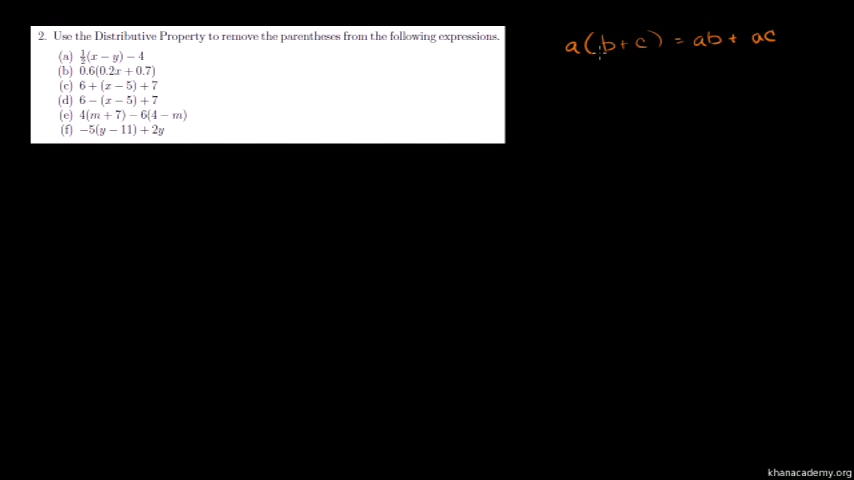 2. Use the Distributive Property to remove the parentheses from the following expressions.
a(b+c) = ab + ac
(a) ½(x − y) − 4
(b) 0.6(0.2x + 0.7)
(c) 6 + (x − 5) + 7
(d) 6 − (x − 5) + 7
(e) 4(m + 7) − 6(4 − m)
(f) −5(y − 11) + 2y
khanacademy.org